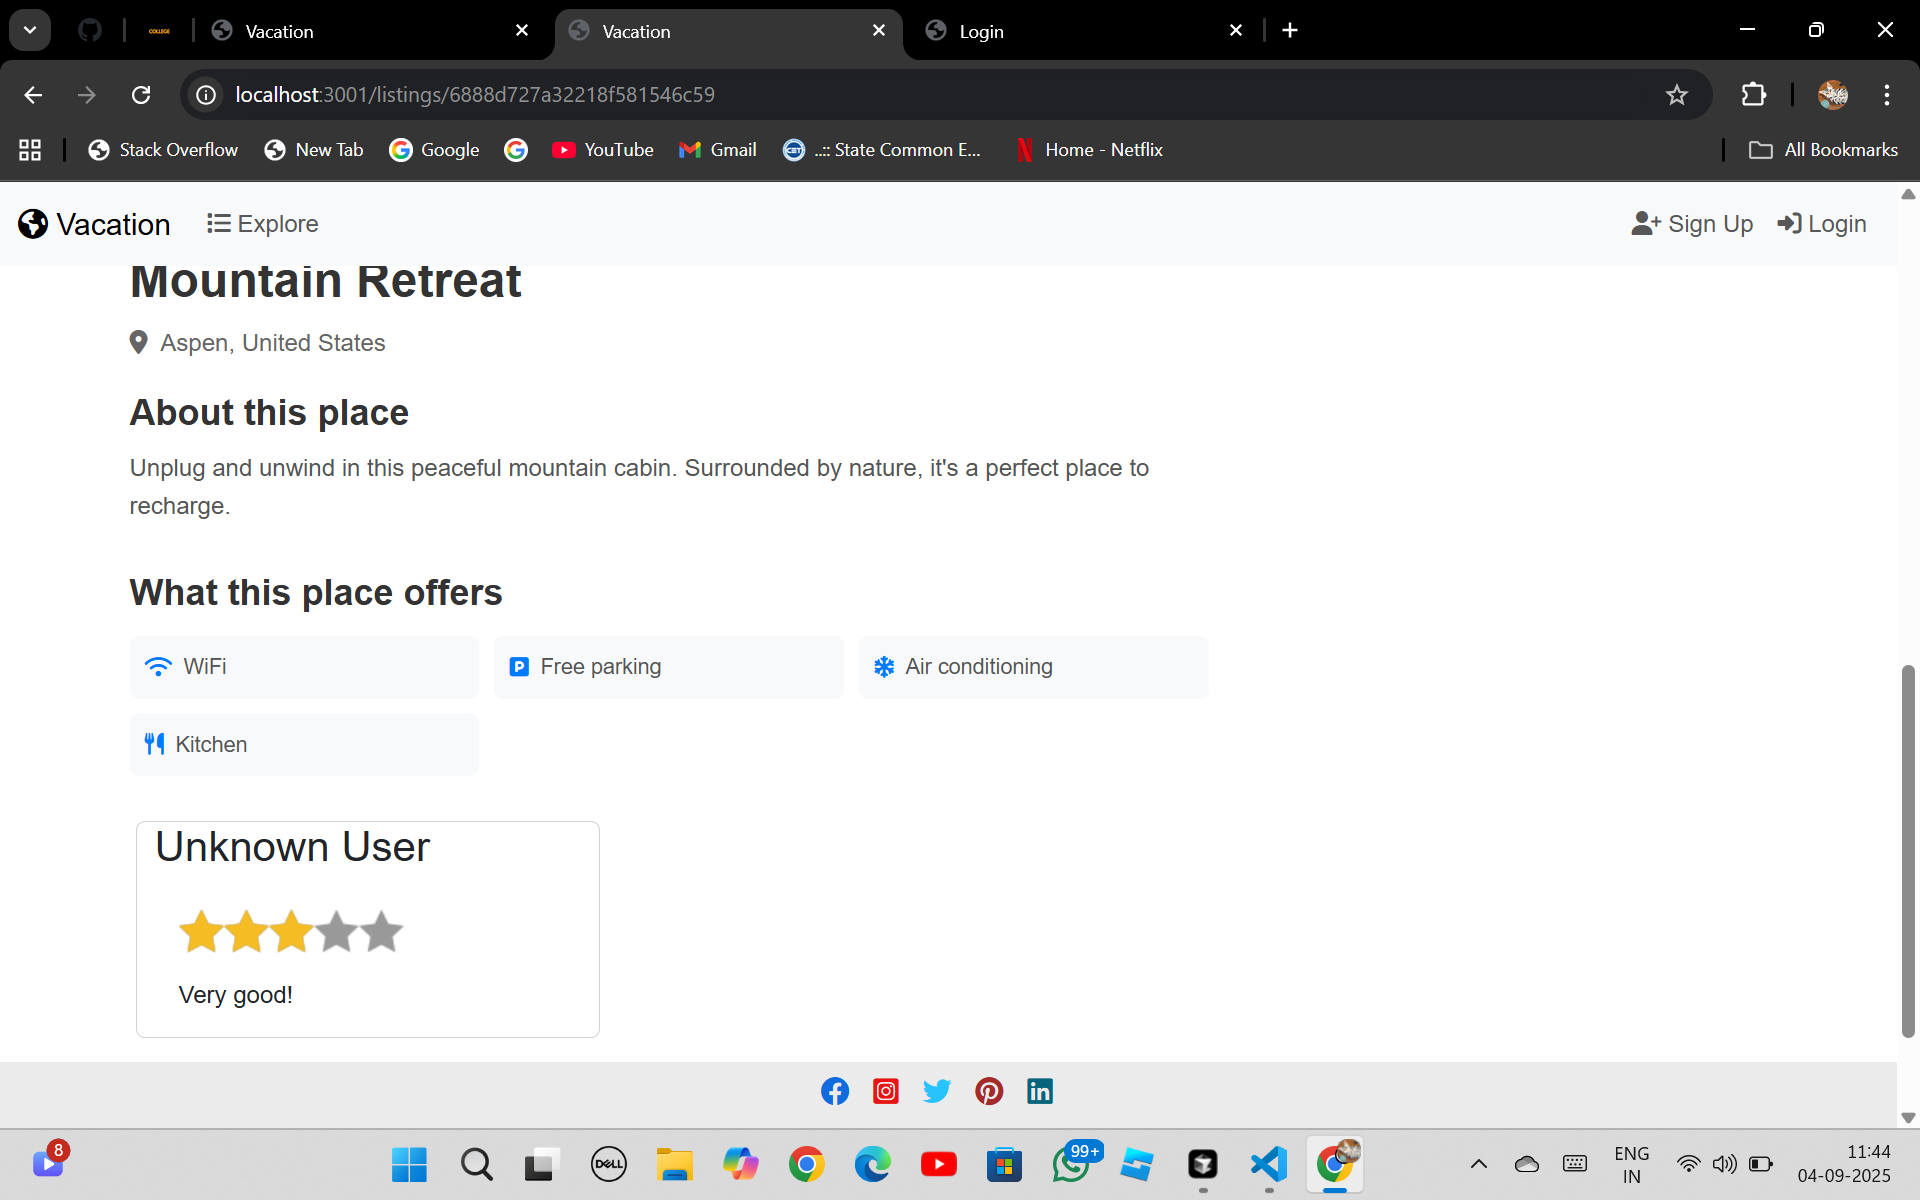 COLLEGE
Vacation
Vacation
Login
localhost:3001/listings/6888d727a32218f581546c59
Stack Overflow
New Tab
Google
YouTube
Gmail
CET
..:: State Common E...
Home - Netflix
All Bookmarks
Vacation
Explore
Sign Up
Login
Mountain Retreat
Aspen, United States
About this place
Unplug and unwind in this peaceful mountain cabin. Surrounded by nature, it's a perfect place to
recharge.
What this place offers
WiFi
P
Free parking
Air conditioning
Kitchen
Unknown User
Very good!
8
DELL
99+
ENG
IN
11:44
04-09-2025